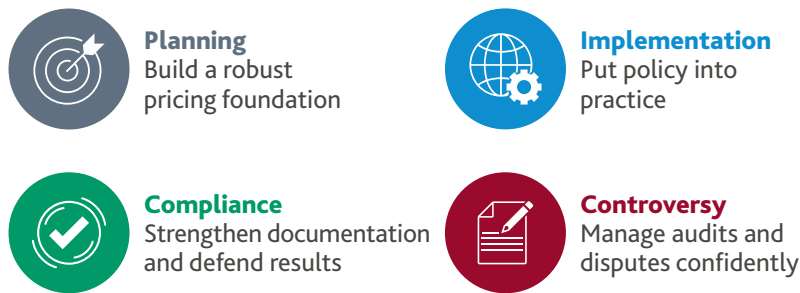 Planning
Build a robust
pricing foundation
Implementation
Put policy into
practice
Compliance
Strengthen documentation
and defend results
Controversy
Manage audits and
disputes confidently